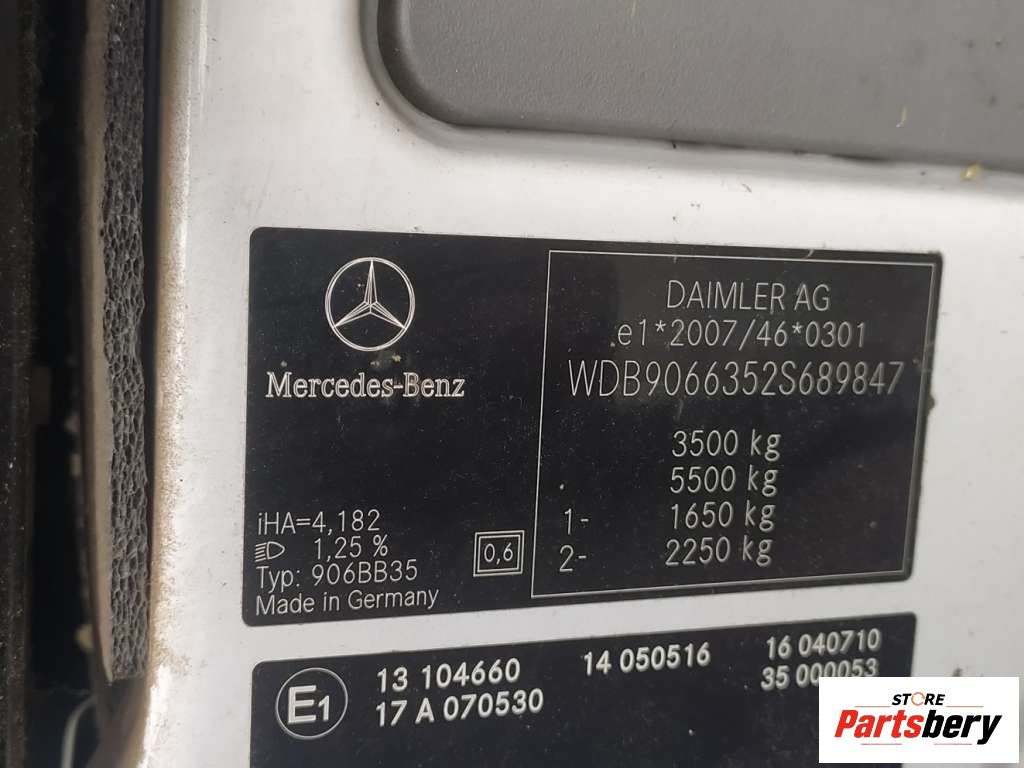 Mercedes-Benz
iHA=4,182
1,25 %
Typ: 906BB35
Made in Germany
0,6
DAIMLER AG
e1*2007/46*0301
WDB9066352S689847
3500 kg
5500 kg
1- 1650 kg
2- 2250 kg
E1
13 104660 14 050516 16 040710
17 A 070530 35 000053
STORE
Partsbery